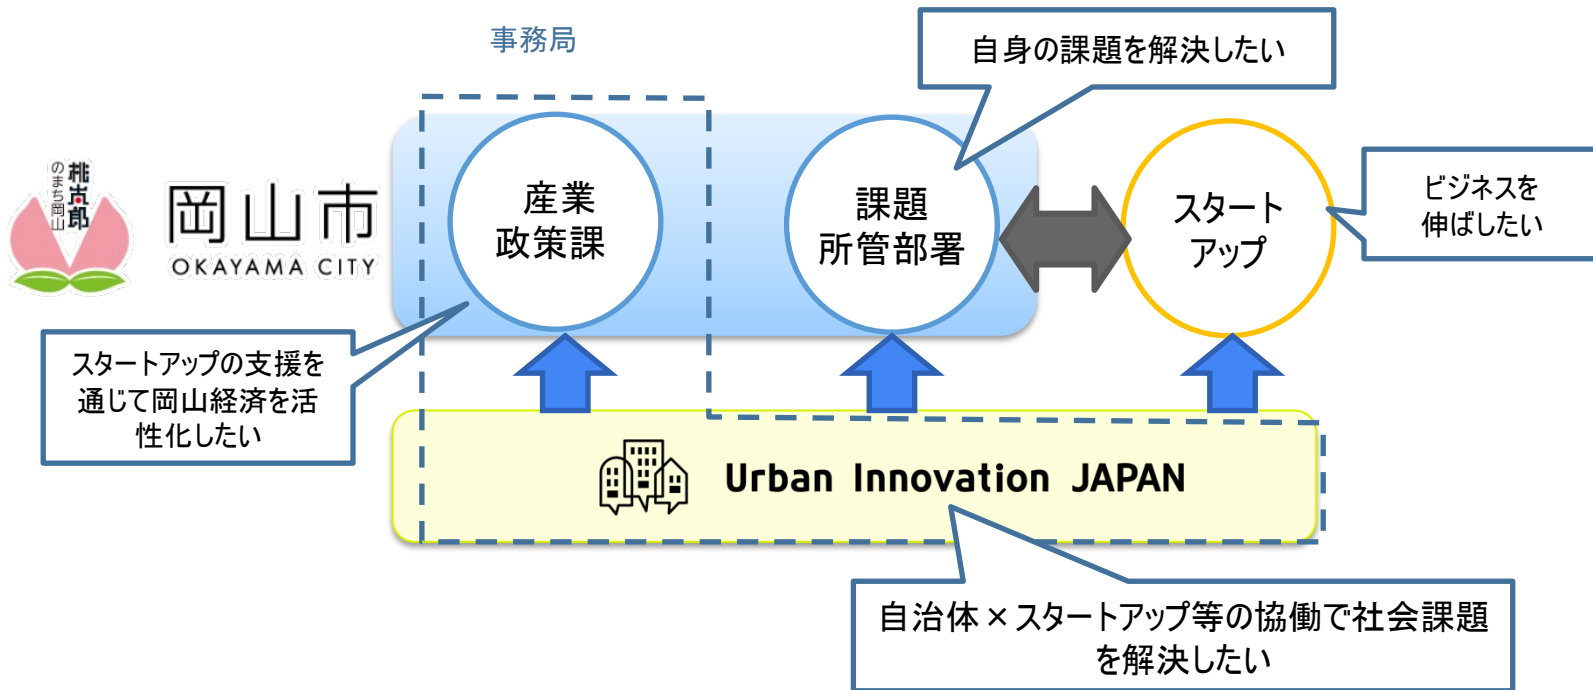 事務局
自身の課題を解決したい
桃太郎
のまち岡山
岡山市
OKAYAMA CITY
産業
政策課
課題
所管部署
スタート
アップ
ビジネスを
伸ばしたい
スタートアップの支援を
通じて岡山経済を活
性化したい
Urban Innovation JAPAN
自治体×スタートアップ等の協働で社会課題
を解決したい